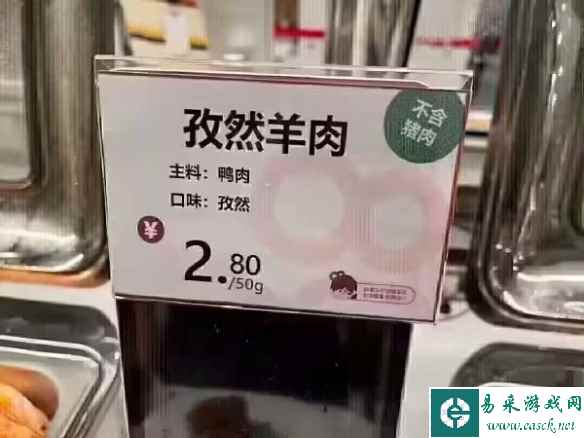 不含
猪肉
孜然羊肉
主料：鸭肉
口味：孜然
¥
2.80
/50g
易采游戏网
www.easck.net